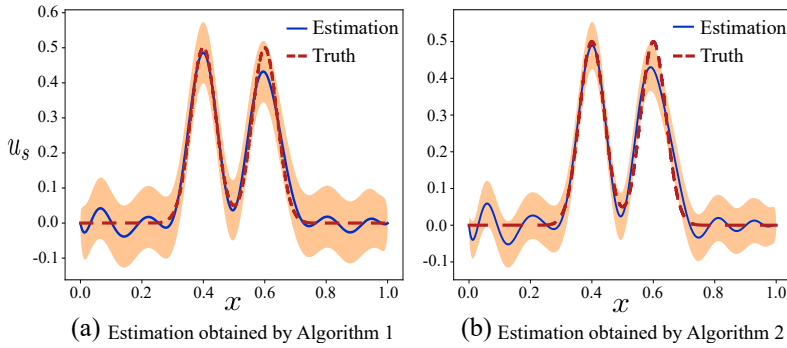 Estimation
Truth
0.6
0.5
0.4
0.3
0.2
0.1
0.0
-0.1
u_s
0.0 0.2 0.4 0.6 0.8 1.0
x
(a) Estimation obtained by Algorithm 1
Estimation
Truth
0.5
0.4
0.3
0.2
0.1
0.0
-0.1
0.0 0.2 0.4 0.6 0.8 1.0
x
(b) Estimation obtained by Algorithm 2